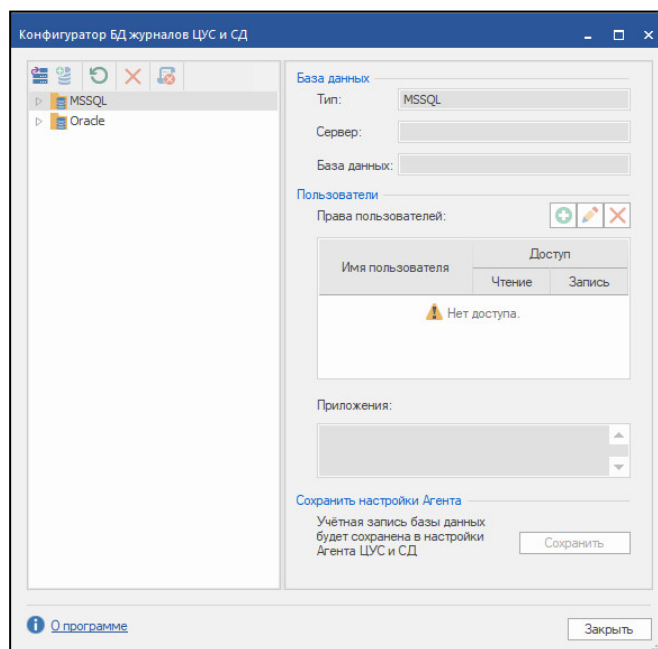 Конфигуратор БД журналов ЦУС и СД
MSSQL
Oracle
База данных
Тип: MSSQL
Сервер:
База данных:
Пользователи
Права пользователей:
Имя пользователя
Доступ
Чтение Запись
Нет доступа.
Приложения:
Сохранить настройки Агента
Учётная запись базы данных
будет сохранена в настройки
Агента ЦУС и СД
Сохранить
О программе
Закрыть